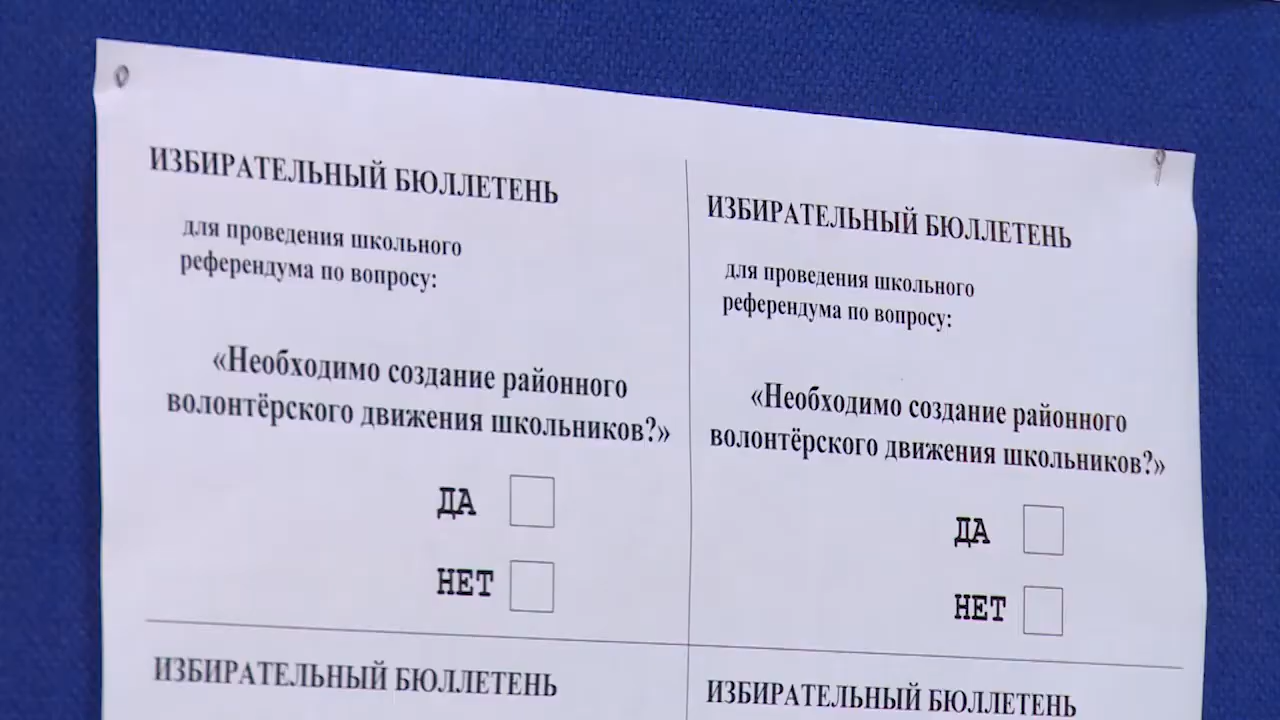 ИЗБИРАТЕЛЬНЫЙ БЮЛЛЕТЕНЬ
для проведения школьного
референдума по вопросу:
«Необходимо создание районного
волонтёрского движения школьников?»
ДА
НЕТ
ИЗБИРАТЕЛЬНЫЙ БЮЛЛЕТЕНЬ
для проведения школьного
референдума по вопросу:
«Необходимо создание районного
волонтёрского движения школьников?»
ДА
НЕТ
ИЗБИРАТЕЛЬНЫЙ БЮЛЛЕТЕНЬ
ИЗБИРАТЕЛЬНЫЙ БЮЛЛЕТЕНЬ